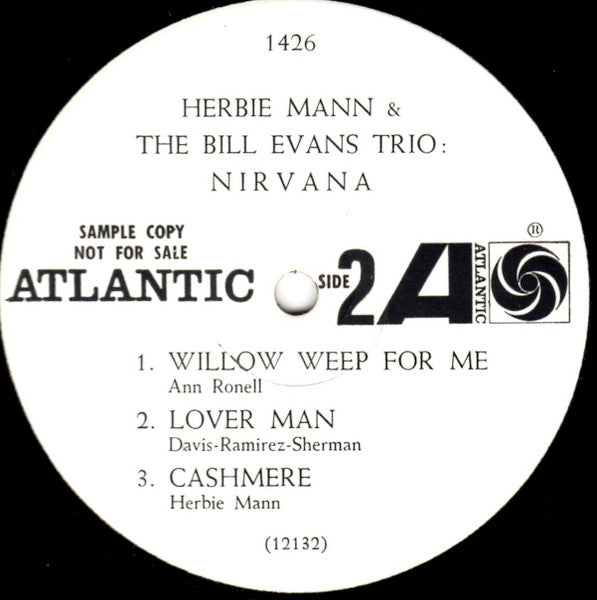 1426
HERBIE MANN &
THE BILL EVANS TRIO:
NIRVANA
SAMPLE COPY
NOT FOR SALE
ATLANTIC
SIDE 2
A
ATLANTIC
®
1. WILLOW WEEP FOR ME
Ann Ronell
2. LOVER MAN
Davis-Ramirez-Sherman
3. CASHMERE
Herbie Mann
(12132)